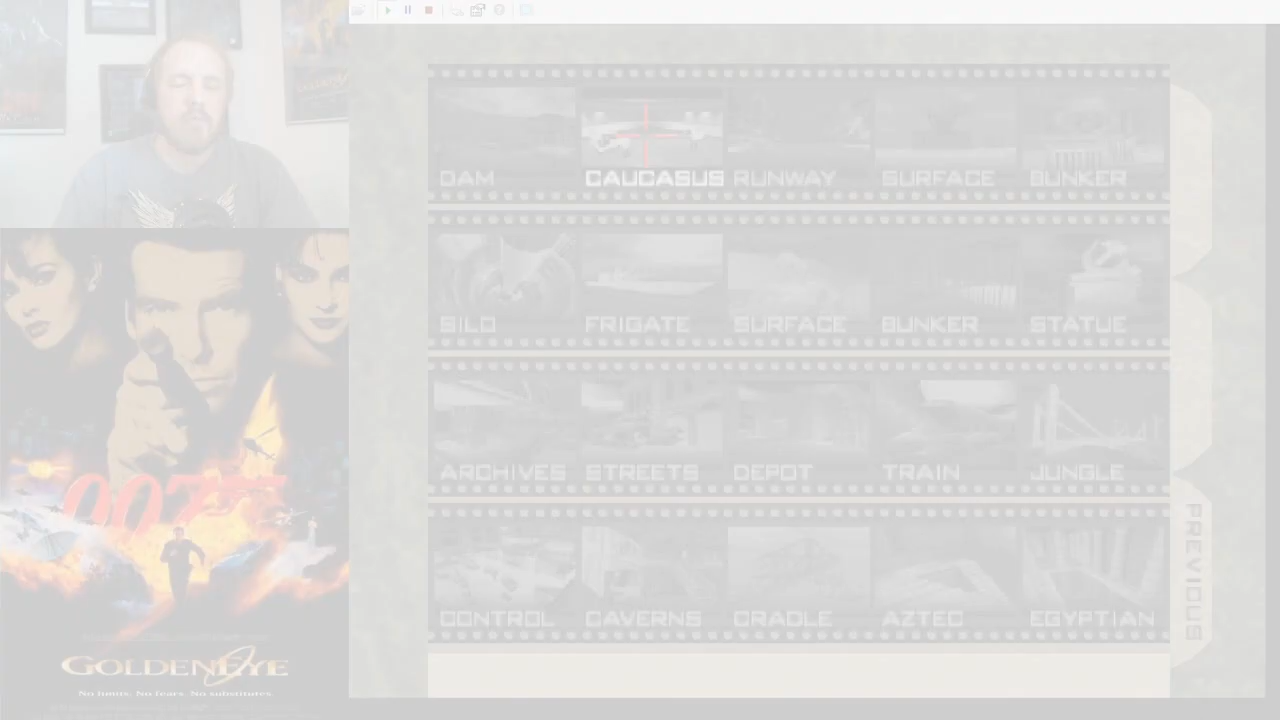 DAM CAUCASUS RUNWAY SURFACE BUNKER
SILO FRIGATE SURFACE BUNKER STATUE
ARCHIVES STREETS DEPOT TRAIN JUNGLE
CONTROL CAVERNS CRADLE AZTEC EGYPTIAN
PREVIOUS
007
GOLDENEYE
No limits. No fears. No substitutes.